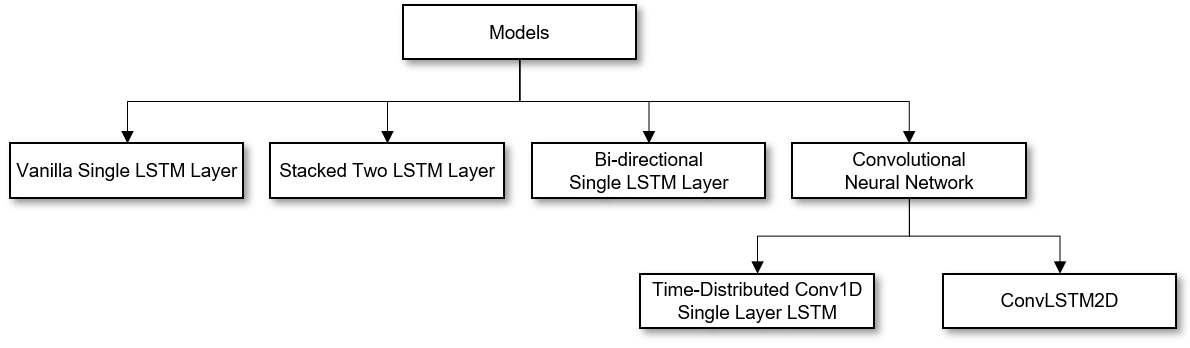 Models
Vanilla Single LSTM Layer
Stacked Two LSTM Layer
Bi-directional
Single LSTM Layer
Convolutional
Neural Network
Time-Distributed Conv1D
Single Layer LSTM
ConvLSTM2D